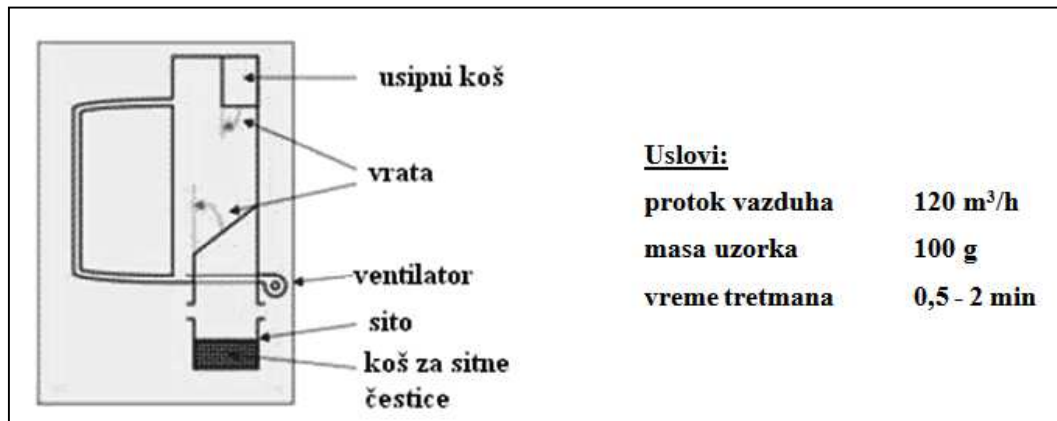 usipni koš
vrata
ventilator
sito
koš za sitne
čestice
Uslovi:
protok vazduha 120 m³/h
masa uzorka 100 g
vreme tretmana 0,5 - 2 min